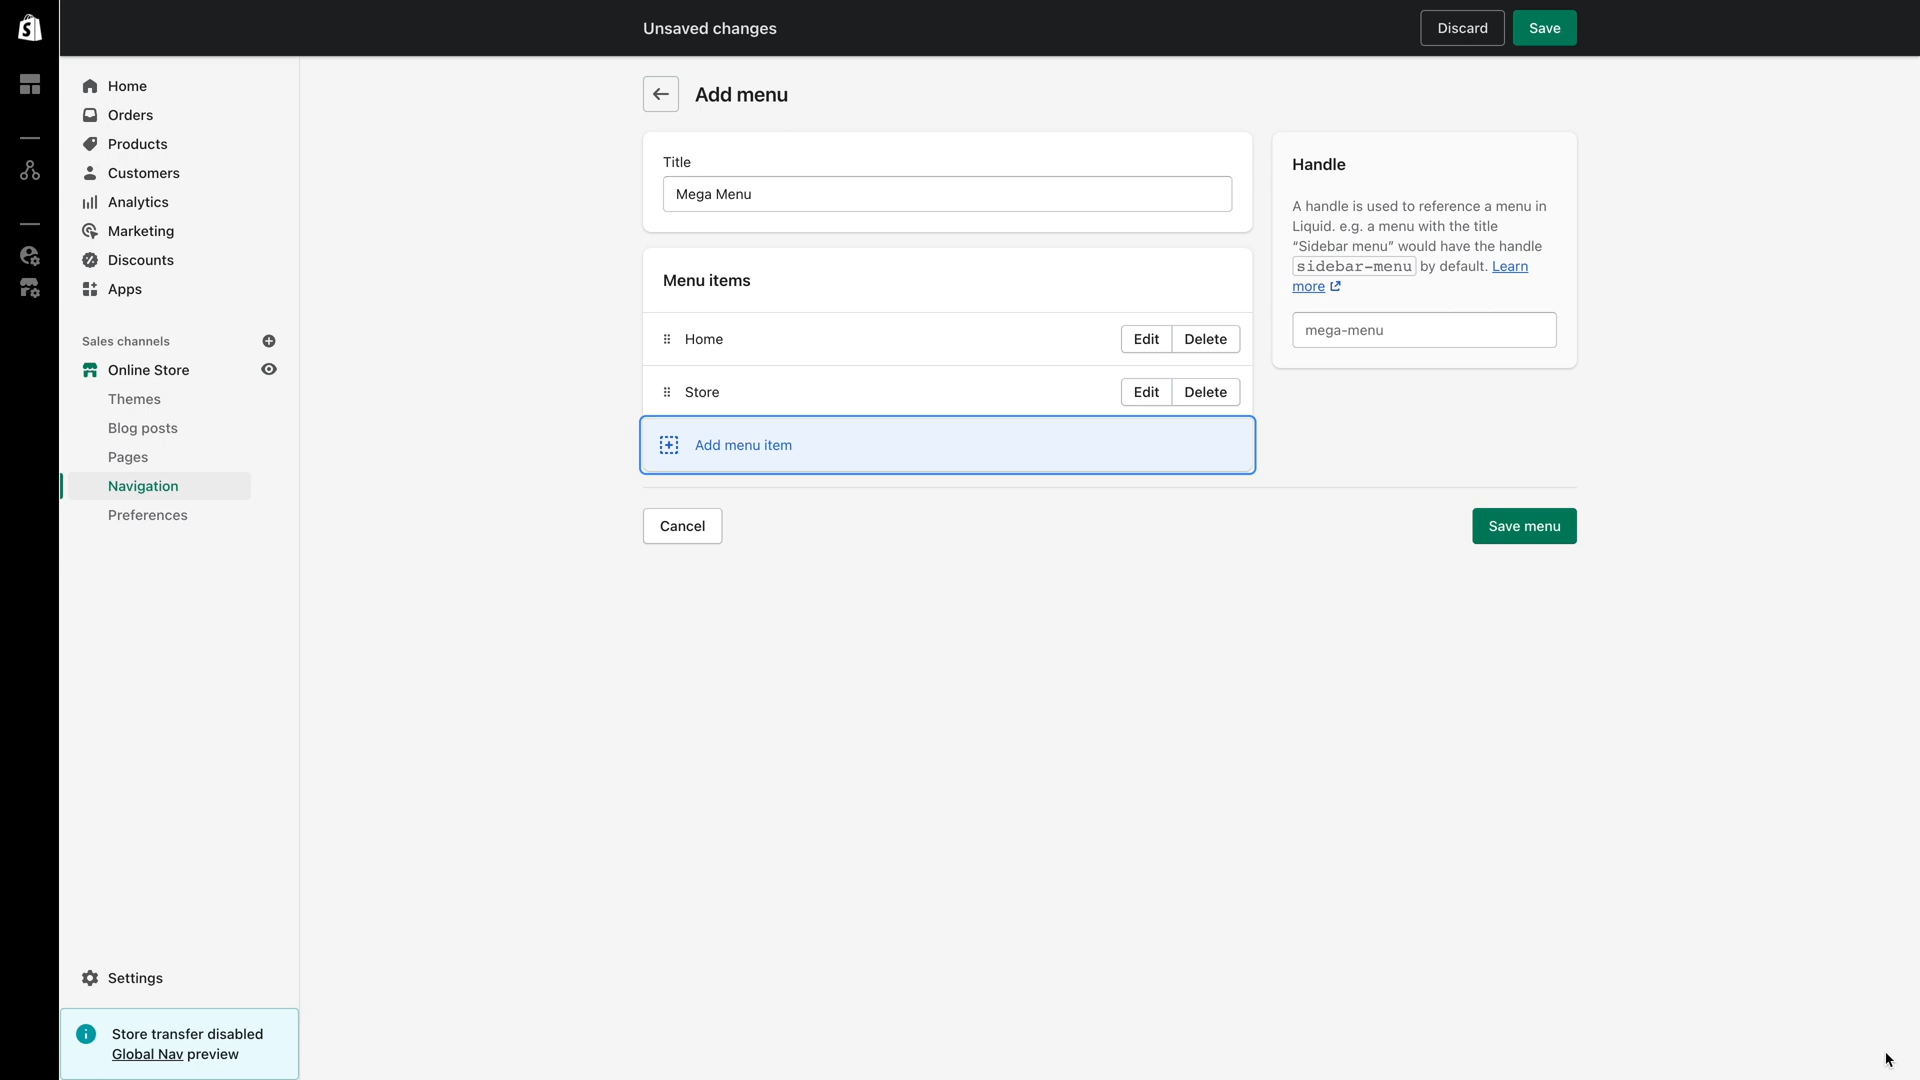 Unsaved changes
Discard
Save
Home
Orders
Products
Customers
Analytics
Marketing
Discounts
Apps
Sales channels
Online Store
Themes
Blog posts
Pages
Navigation
Preferences
Settings
Store transfer disabled
Global Nav preview
Add menu
Title
Mega Menu
Menu items
Home
Edit
Delete
Store
Edit
Delete
Add menu item
Handle
A handle is used to reference a menu in
Liquid. e.g. a menu with the title
“Sidebar menu” would have the handle
sidebar-menu by default. Learn
more
mega-menu
Cancel
Save menu